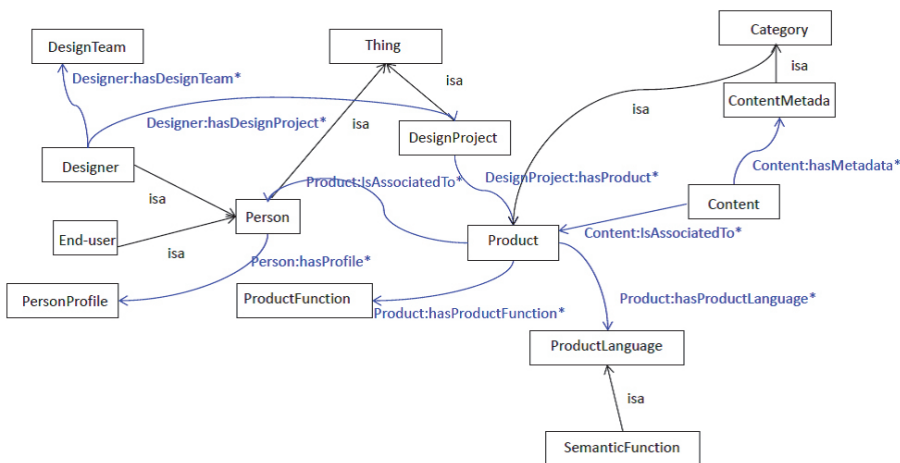 Category
DesignTeam
Thing
isa
isa
Designer:hasDesignTeam*
ContentMetada
Designer:hasDesignProject*
isa
isa
DesignProject
Designer
Content:hasMetadata*
Product:IsAssociatedTo*
DesignProject:hasProduct*
isa
Person
Content
End-user
Product
Content:IsAssociatedTo*
isa
Person:hasProfile*
PersonProfile
ProductFunction
Product:hasProductLanguage*
Product:hasProductFunction*
ProductLanguage
isa
SemanticFunction